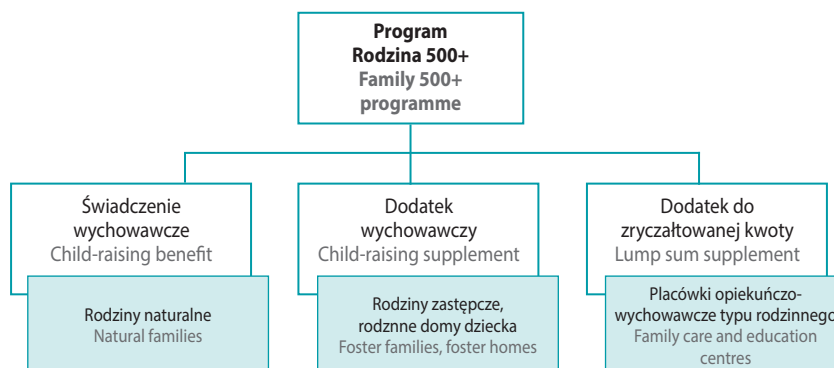 Program
Rodzina 500+
Family 500+
programme
Świadczenie
wychowawcze
Child-raising benefit
Rodziny naturalne
Natural families
Dodatek
wychowawczy
Child-raising supplement
Rodziny zastępcze,
rodznne domy dziecka
Foster families, foster homes
Dodatek do
zryczałtowanej kwoty
Lump sum supplement
Placówki opiekuńczo-
wychowawcze typu rodzinnego
Family care and education
centres